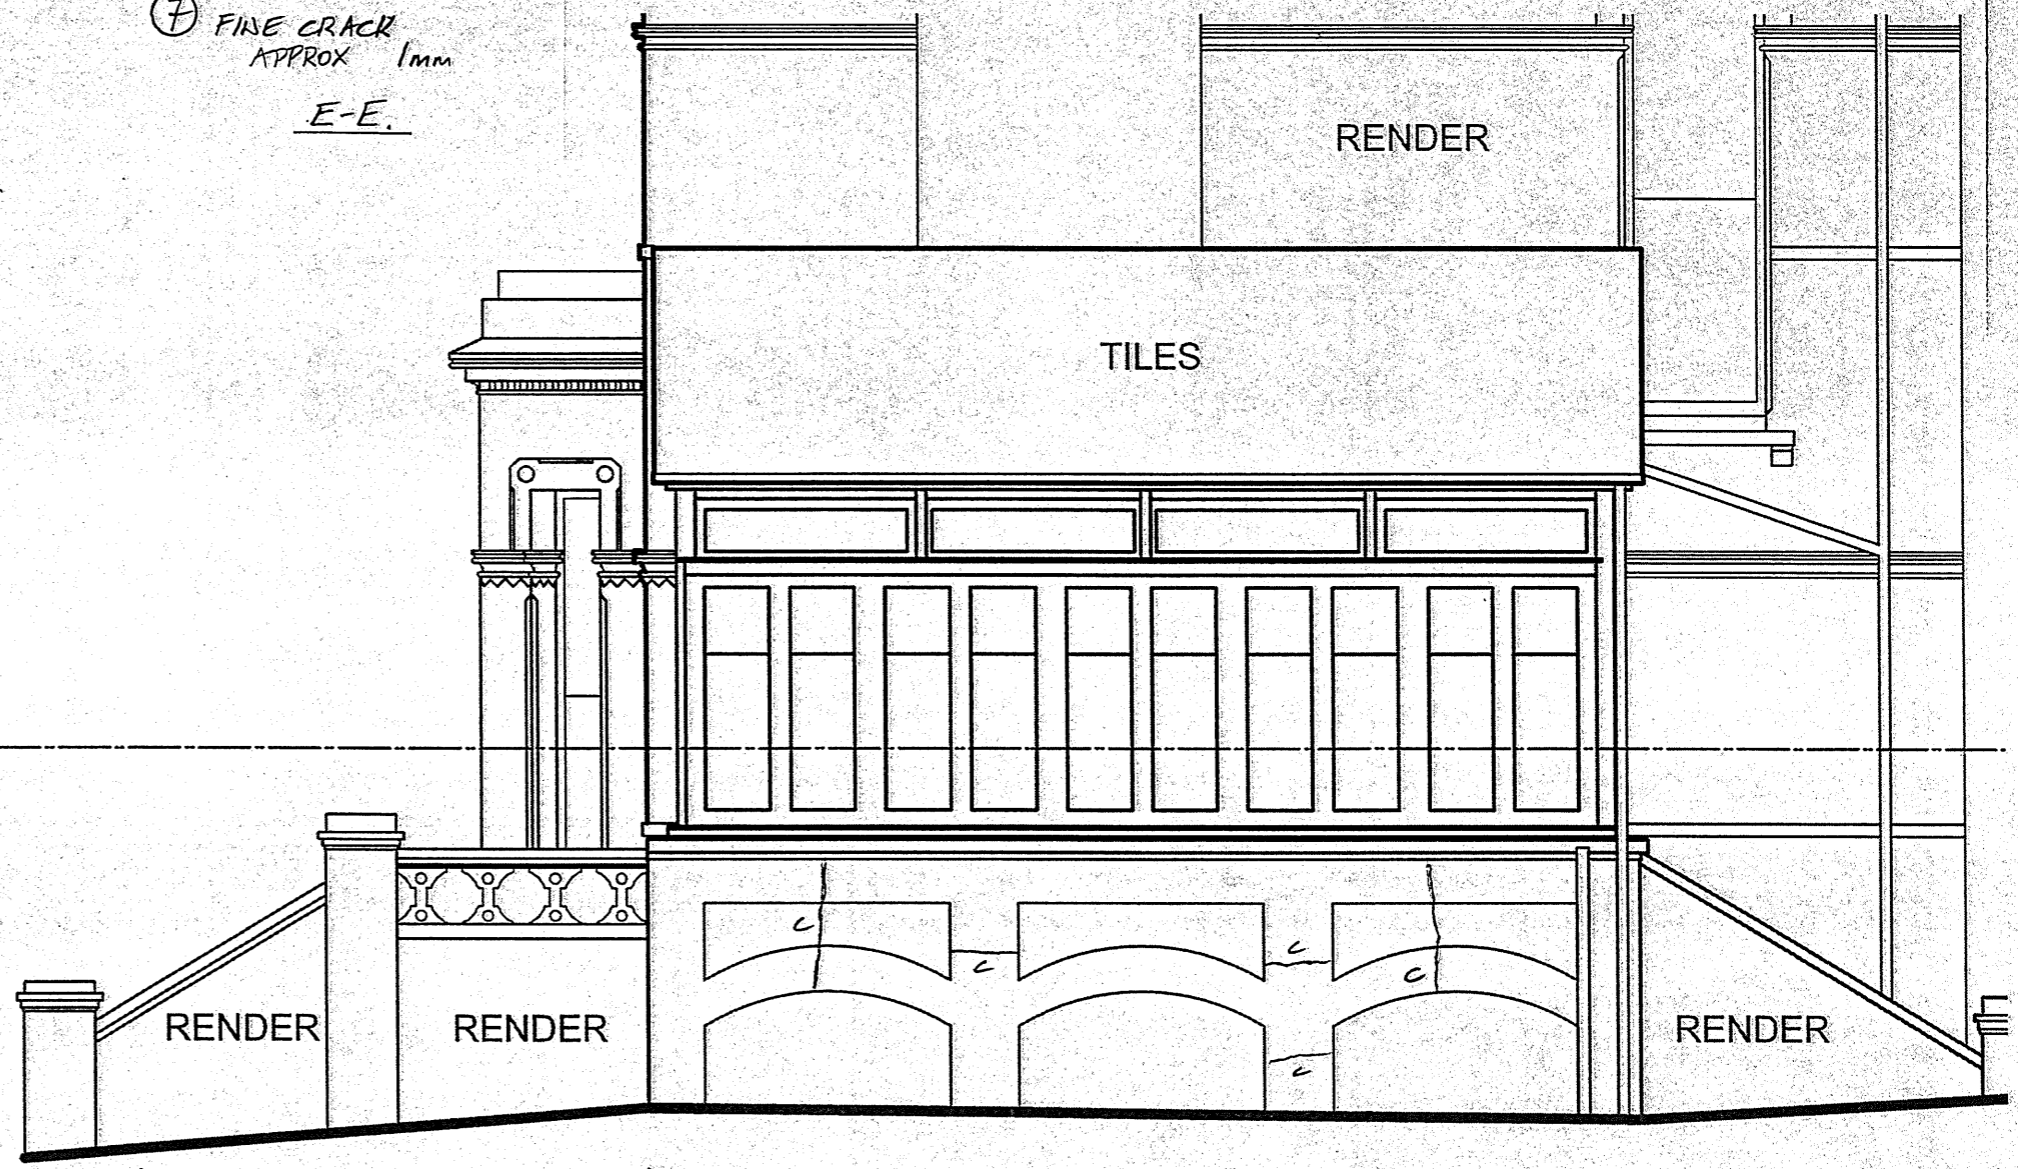 7 FINE CRACK
APPROX 1mm
E-E.
RENDER
TILES
C
C
C
C
RENDER
RENDER
RENDER
C